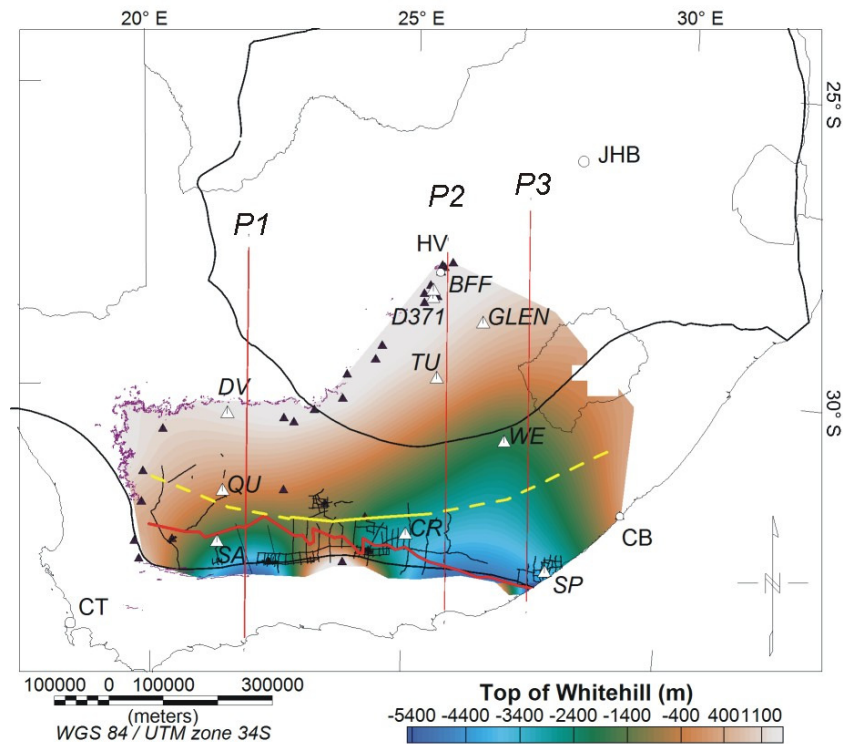 20° E 25° E 30° E
25° S
JHB
P1 P2 P3
HV
BFF
D371 GLEN
TU
DV
30° S
WE
QU
CR
SA
CB
SP
CT
N
100000 0 100000 300000
(meters)
WGS 84 / UTM zone 34S
Top of Whitehill (m)
-5400 -4400 -3400 -2400 -1400 -400 4001100